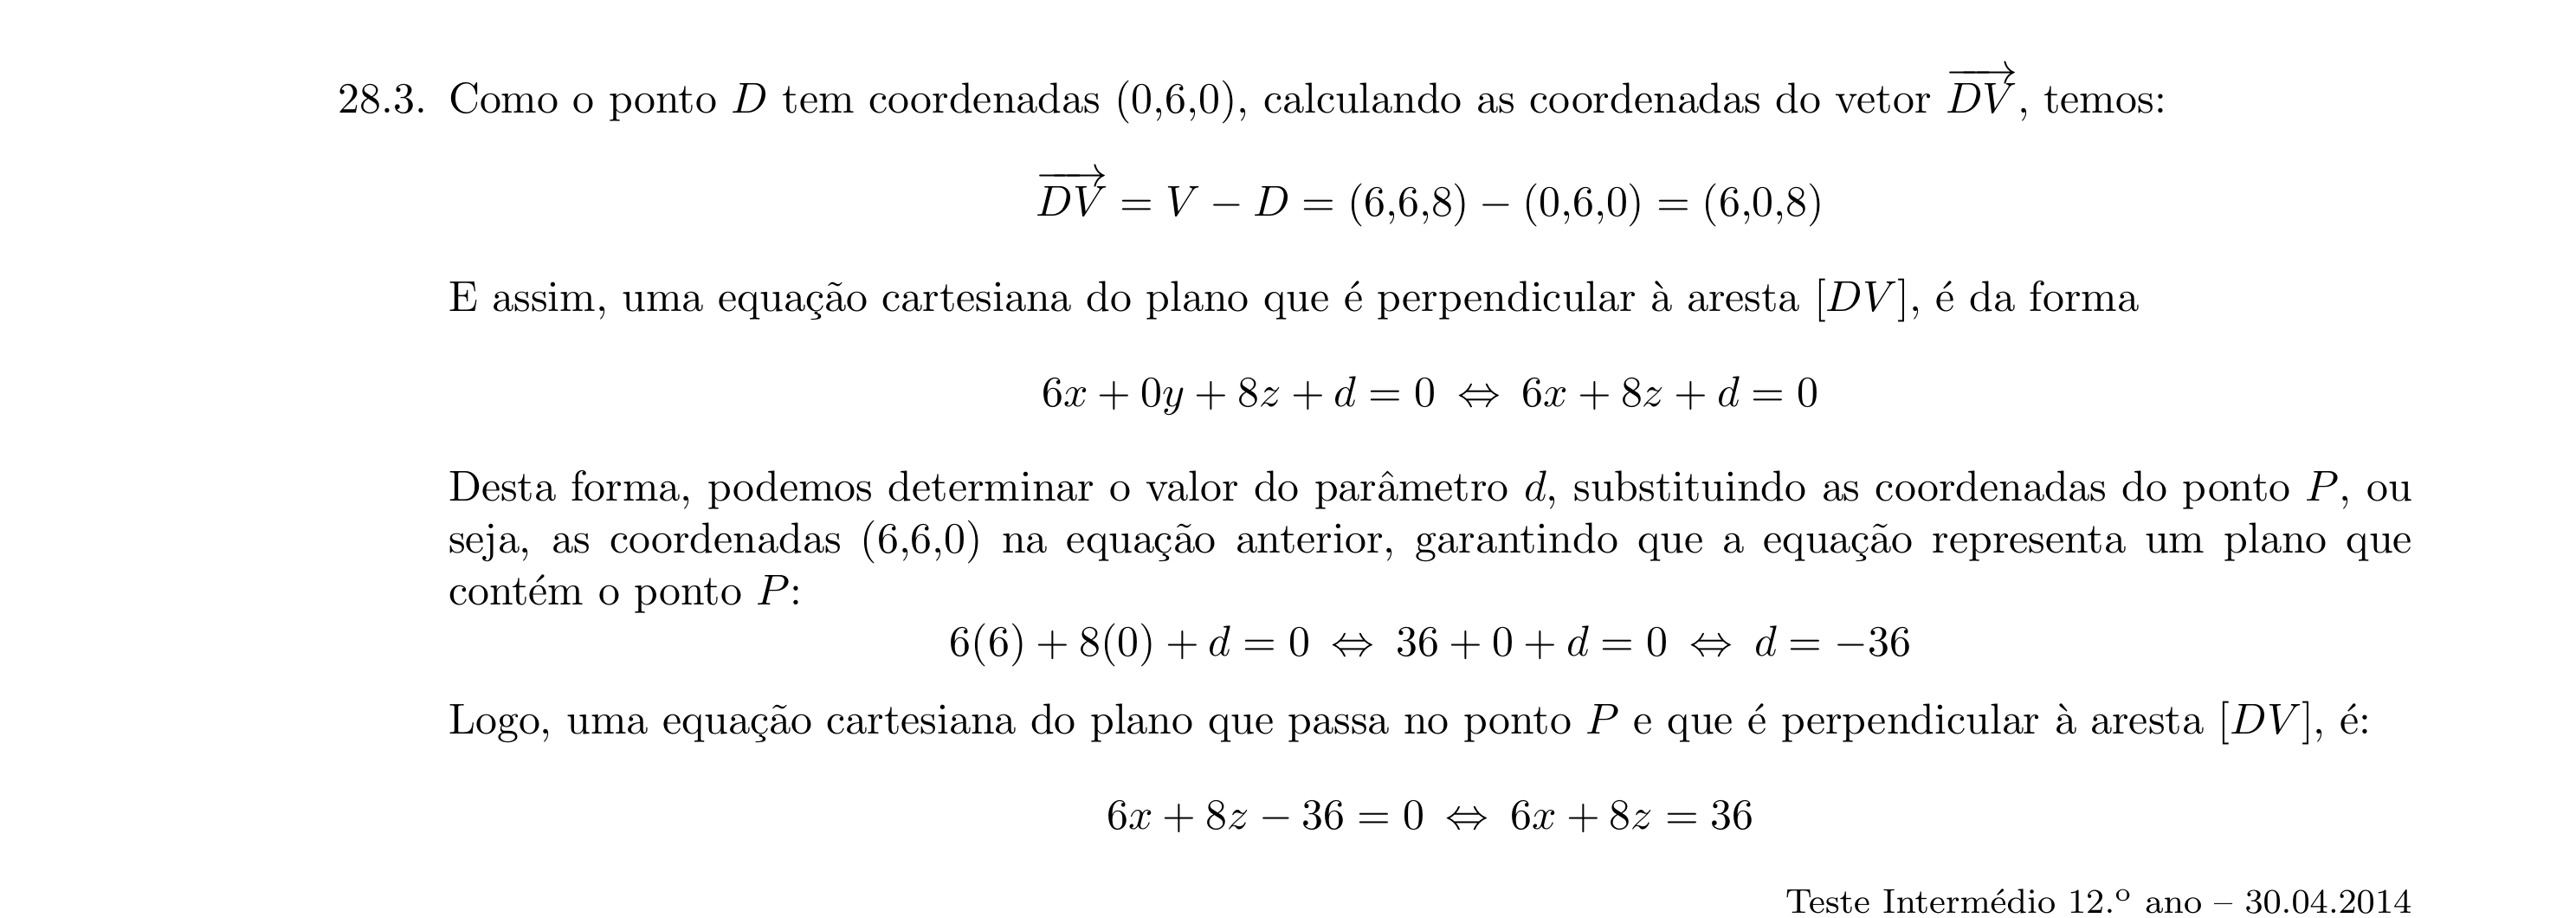 28.3. Como o ponto D tem coordenadas (0,6,0), calculando as coordenadas do vetor $\overrightarrow{DV}$, temos:
$\overrightarrow{DV} = V - D = (6,6,8) - (0,6,0) = (6,0,8)$
E assim, uma equação cartesiana do plano que é perpendicular à aresta [DV], é da forma
6x + 0y + 8z + d = 0 ⇔ 6x + 8z + d = 0
Desta forma, podemos determinar o valor do parâmetro d, substituindo as coordenadas do ponto P, ou
seja, as coordenadas (6,6,0) na equação anterior, garantindo que a equação representa um plano que
contém o ponto P:
6(6) + 8(0) + d = 0 ⇔ 36 + 0 + d = 0 ⇔ d = −36
Logo, uma equação cartesiana do plano que passa no ponto P e que é perpendicular à aresta [DV], é:
6x + 8z − 36 = 0 ⇔ 6x + 8z = 36
Teste Intermédio 12.º ano – 30.04.2014